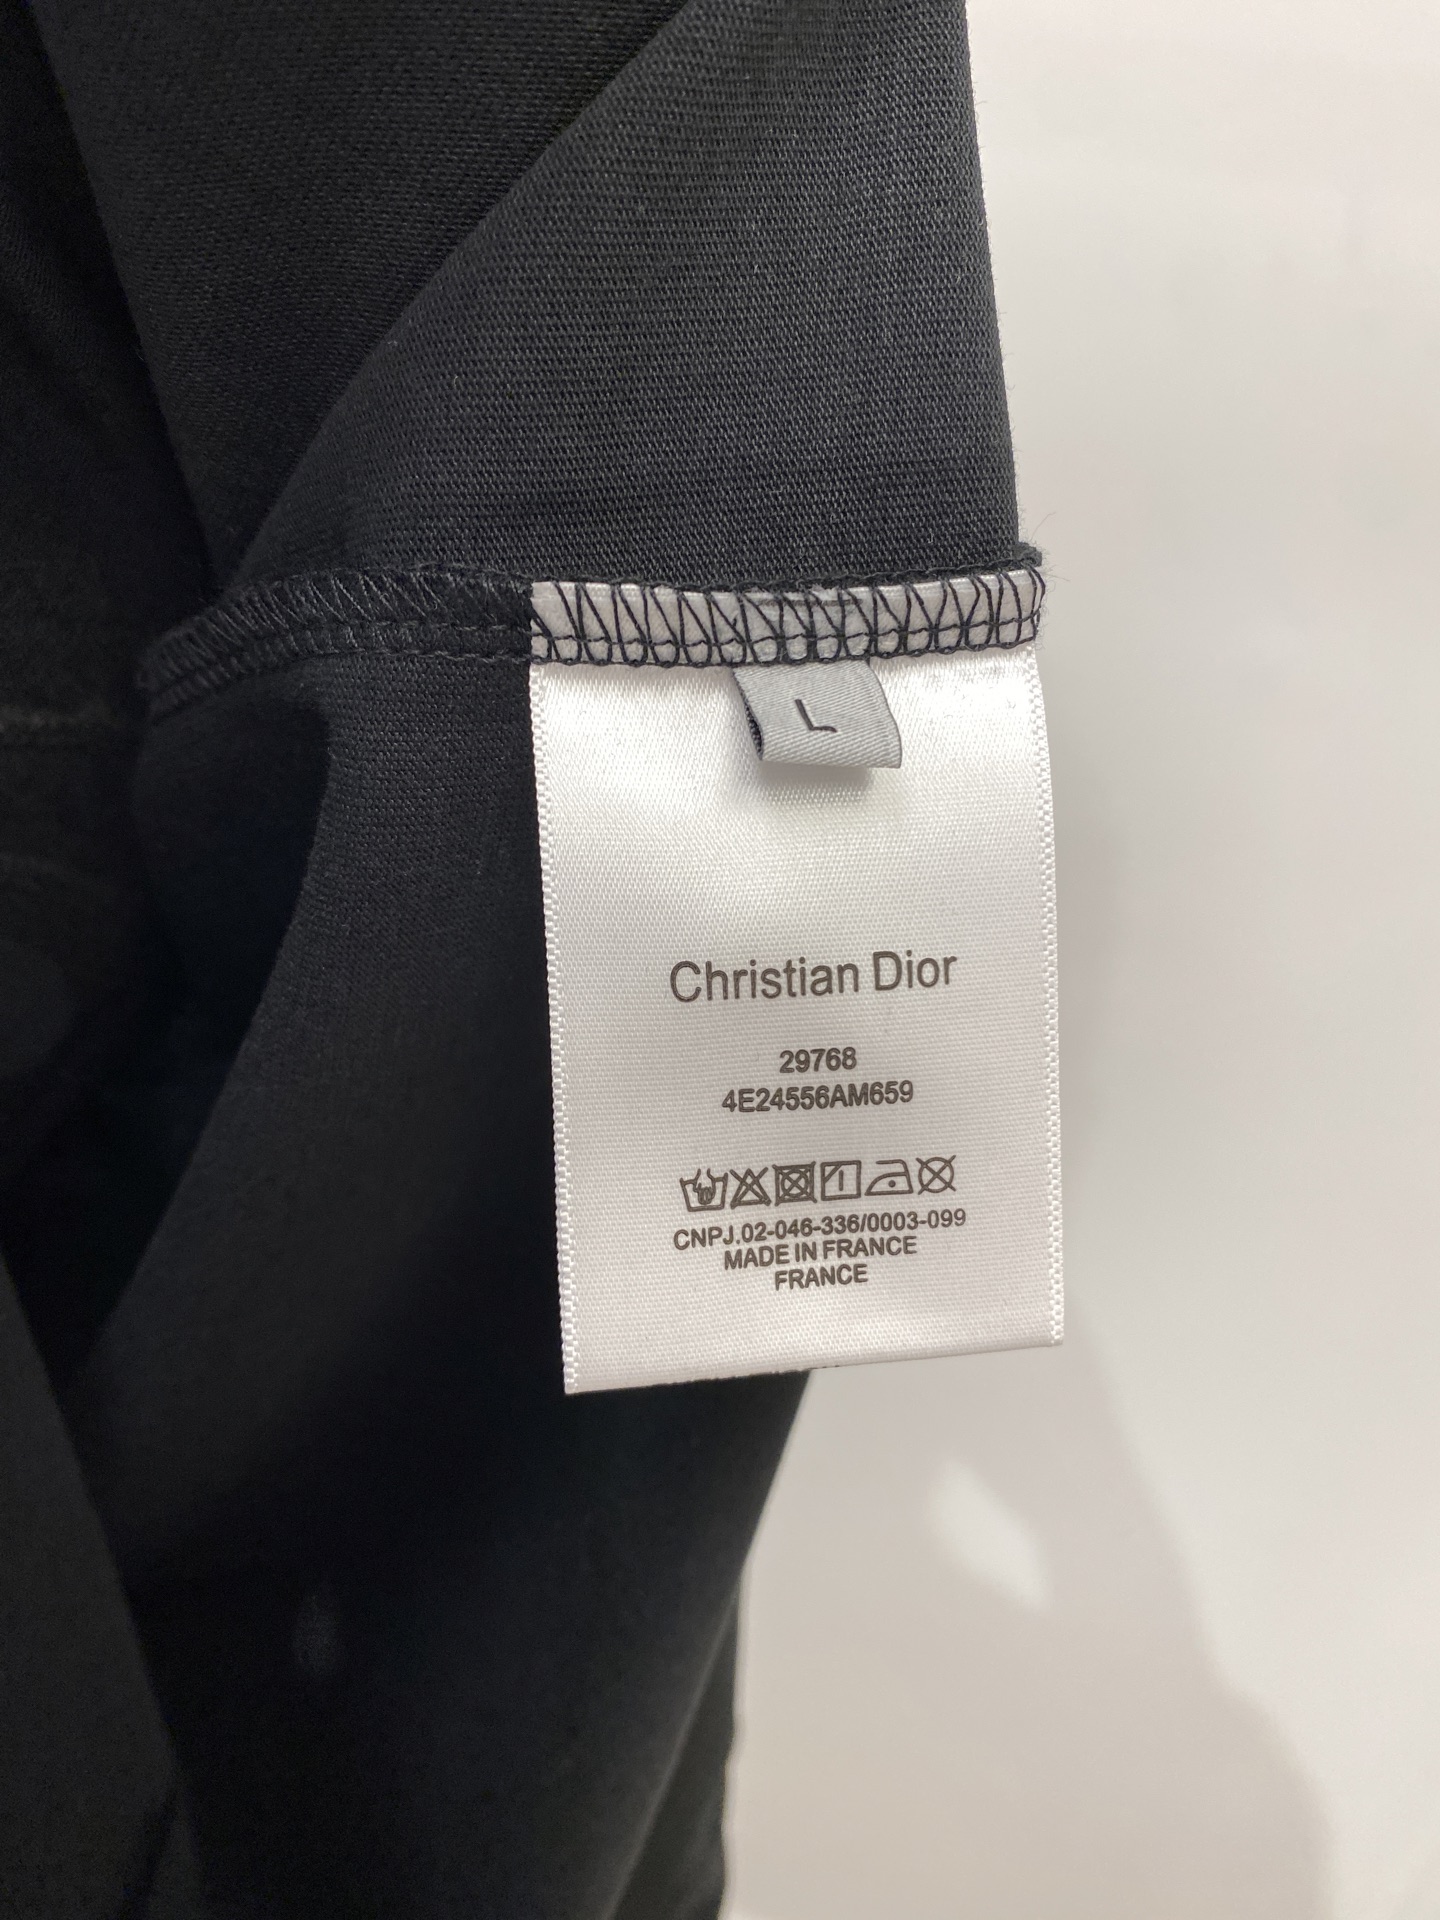 L
Christian Dior
29768
4E24556AM659
CNPJ.02-046-336/0003-099
MADE IN FRANCE
FRANCE